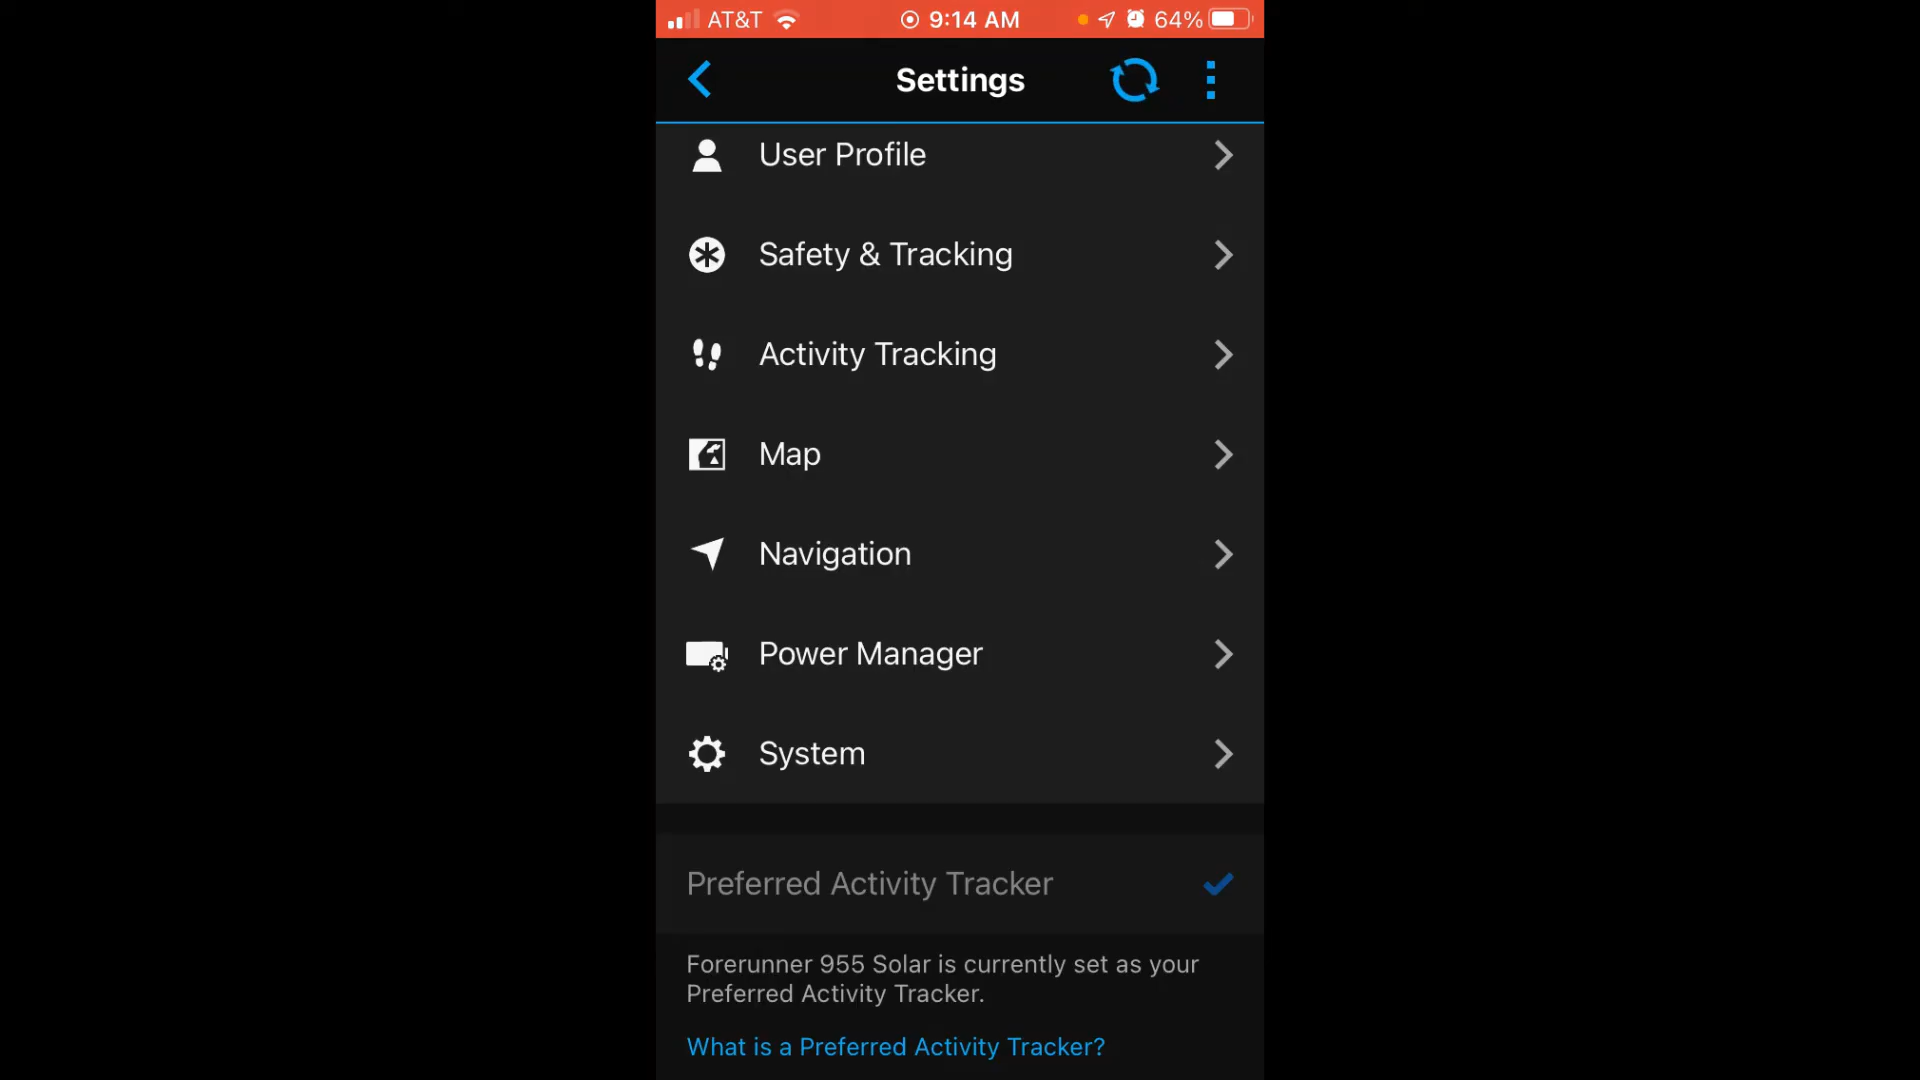 AT&T 9:14 AM 64%
Settings
User Profile
Safety & Tracking
Activity Tracking
Map
Navigation
Power Manager
System
Preferred Activity Tracker
Forerunner 955 Solar is currently set as your
Preferred Activity Tracker.
What is a Preferred Activity Tracker?